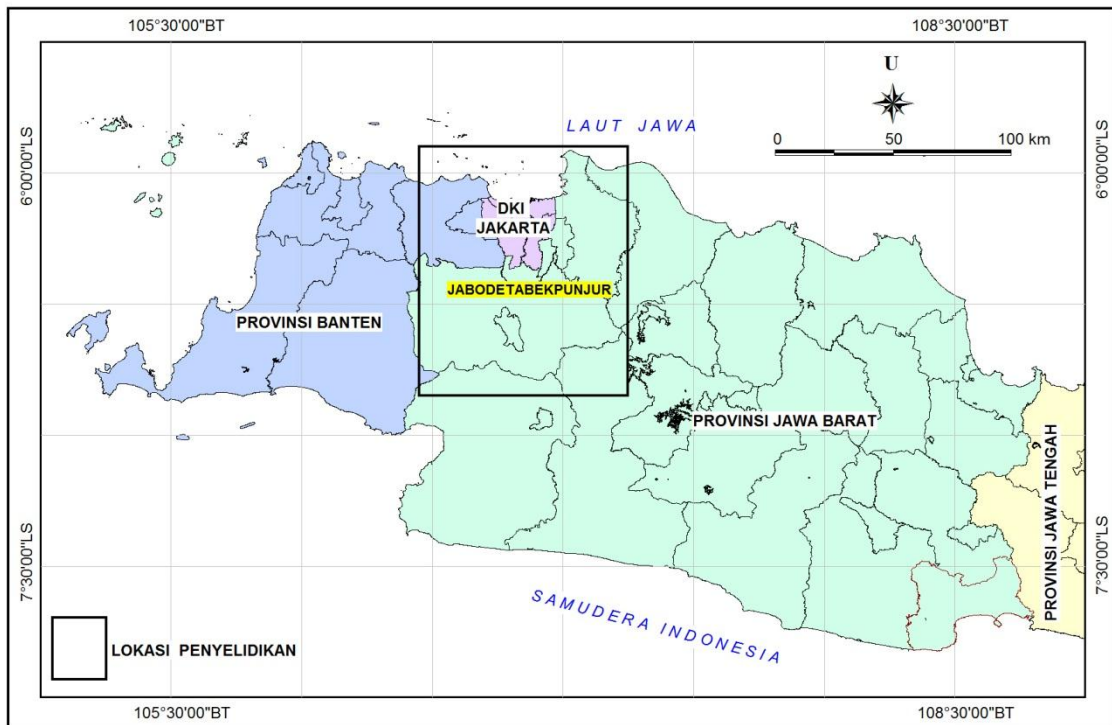 105°30'00"BT
108°30'00"BT
U
LAUT JAWA
0 50 100 km
6°00'00"LS
6°00'00"LS
DKI
JAKARTA
JABODETABEKPUNJUR
PROVINSI BANTEN
PROVINSI JAWA BARAT
PROVINSI JAWA TENGAH
7°30'00"LS
7°30'00"LS
SAMUDERA INDONESIA
LOKASI PENYELIDIKAN
105°30'00"BT
108°30'00"BT